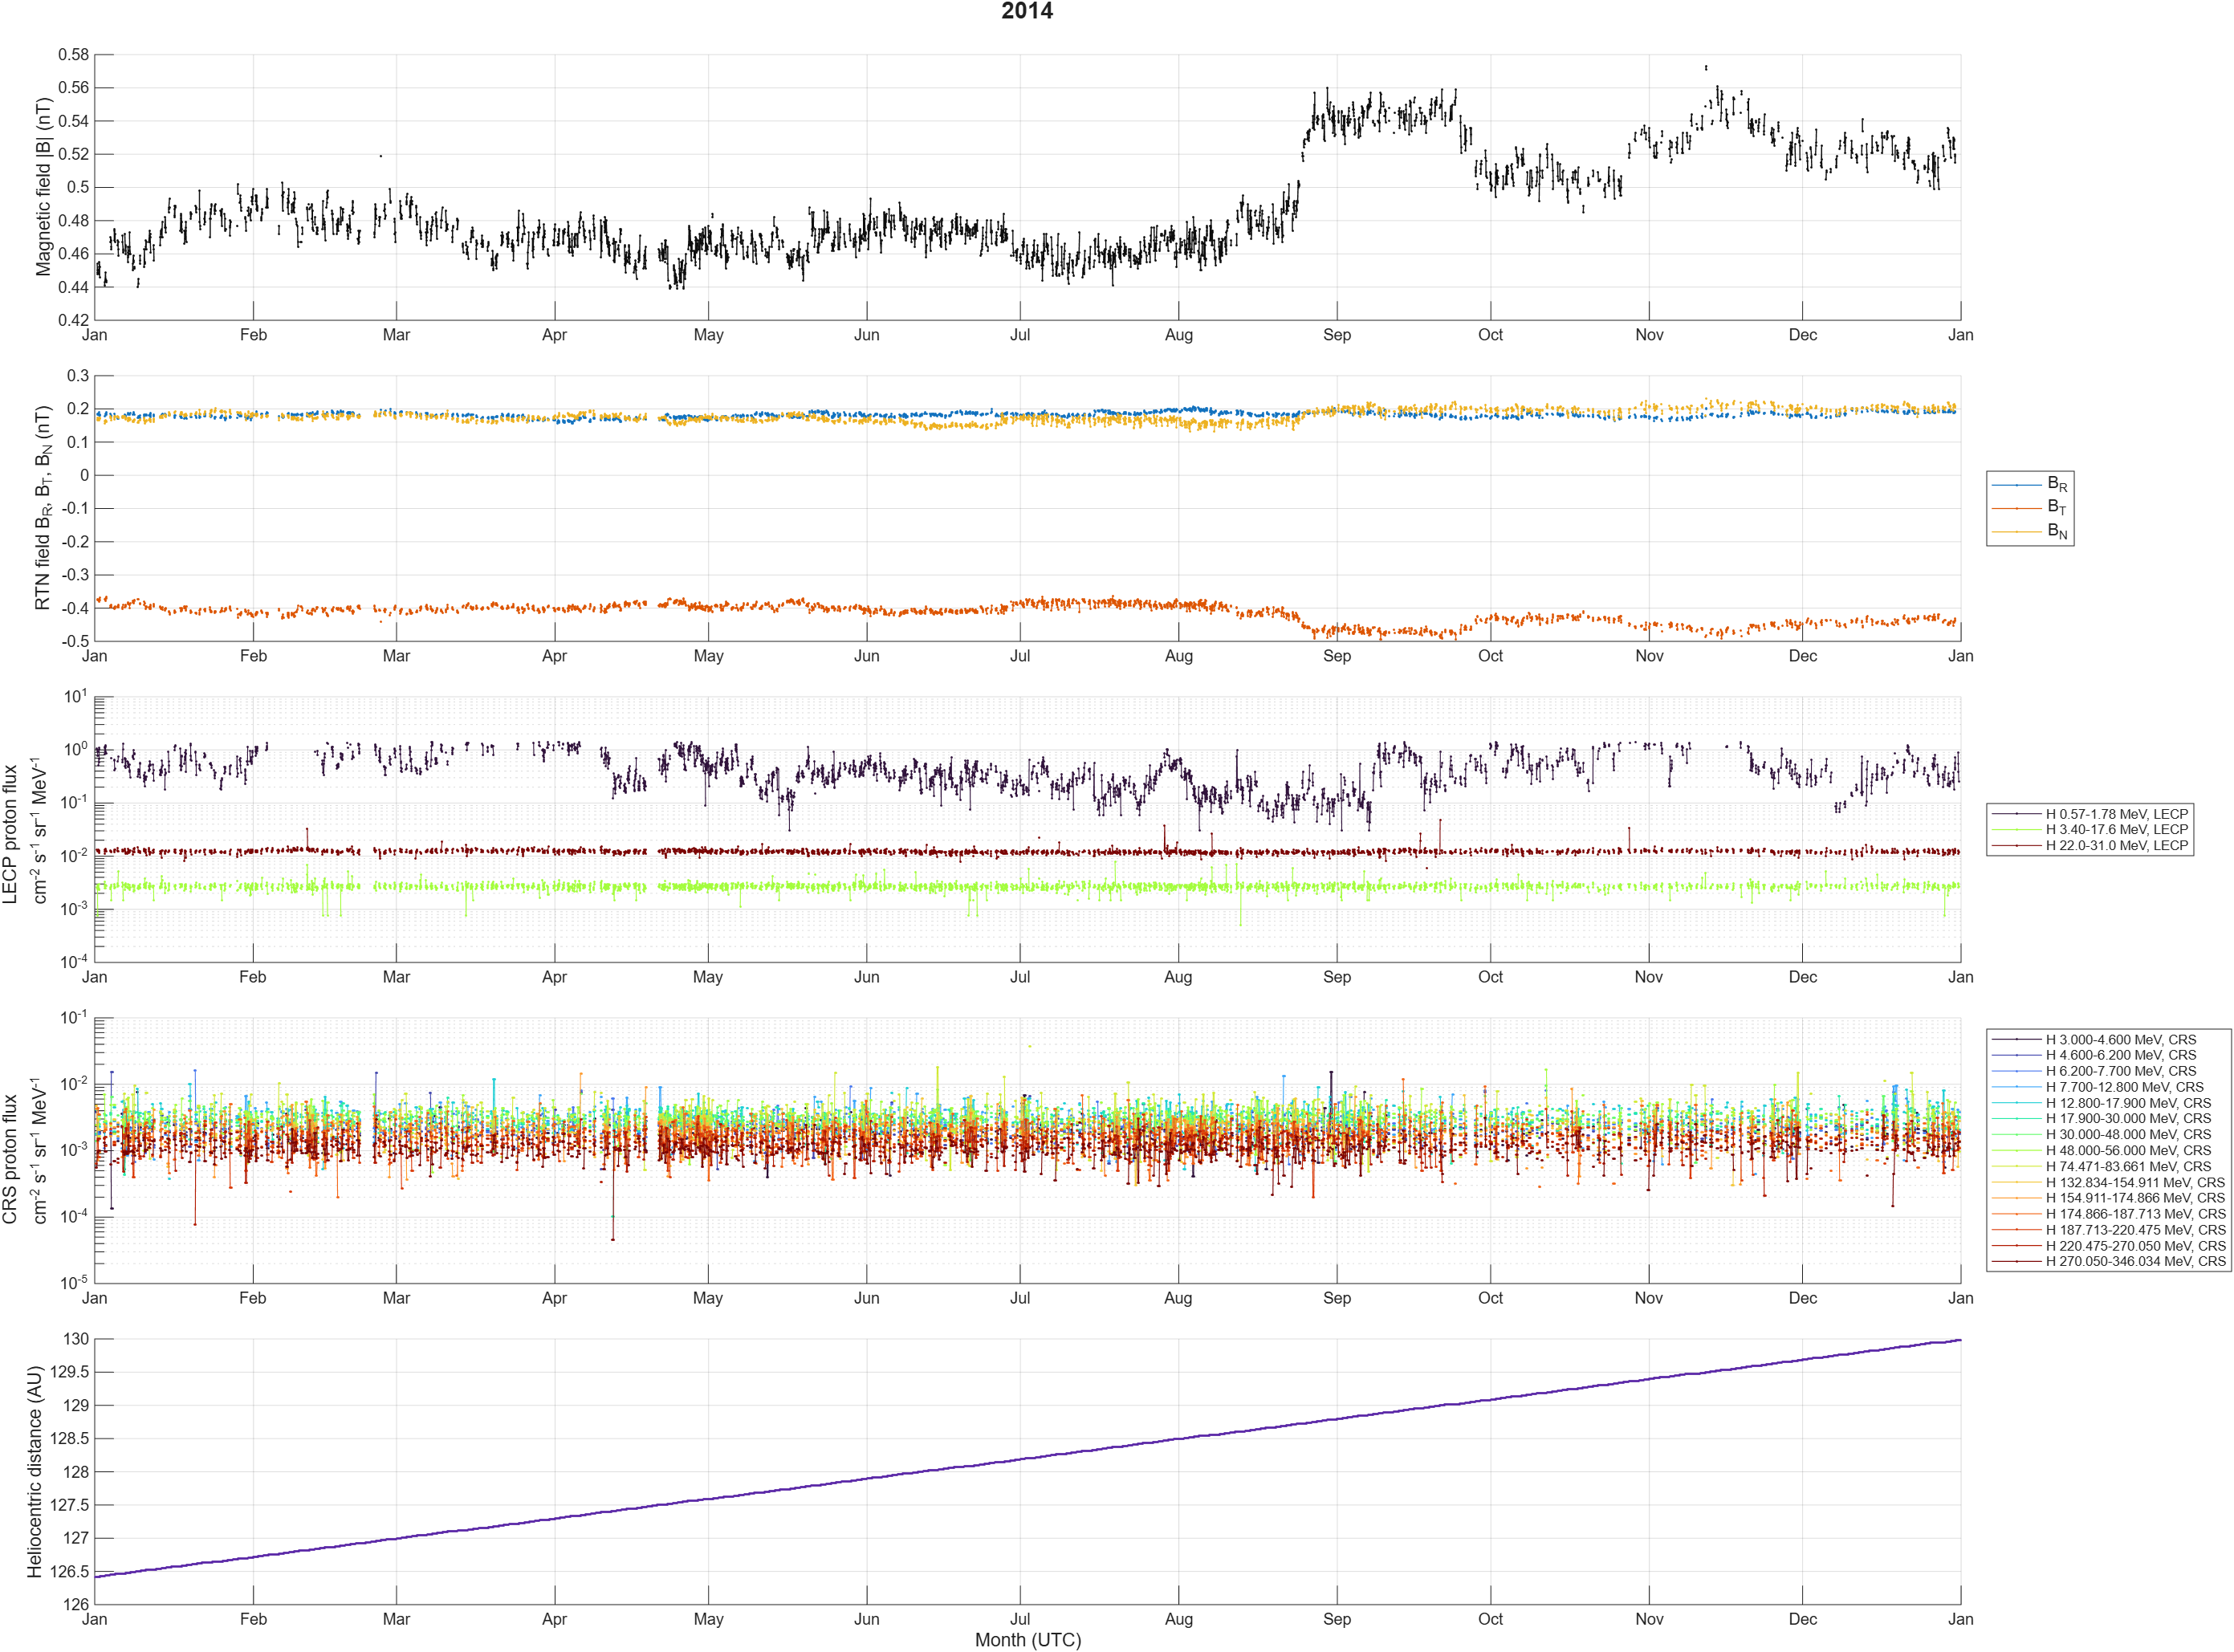 2014
Magnetic field |B| (nT)
0.58
0.56
0.54
0.52
0.5
0.48
0.46
0.44
0.42
Jan Feb Mar Apr May Jun Jul Aug Sep Oct Nov Dec Jan
RTN field B_R, B_T, B_N (nT)
0.3
0.2
0.1
0
-0.1
-0.2
-0.3
-0.4
-0.5
Jan Feb Mar Apr May Jun Jul Aug Sep Oct Nov Dec Jan
B_R
B_T
B_N
LECP proton flux
cm^-2 s^-1 sr^-1 MeV^-1
10^1
10^0
10^-1
10^-2
10^-3
10^-4
Jan Feb Mar Apr May Jun Jul Aug Sep Oct Nov Dec Jan
H 0.57-1.78 MeV, LECP
H 3.40-17.6 MeV, LECP
H 22.0-31.0 MeV, LECP
CRS proton flux
cm^-2 s^-1 sr^-1 MeV^-1
10^-1
10^-2
10^-3
10^-4
10^-5
Jan Feb Mar Apr May Jun Jul Aug Sep Oct Nov Dec Jan
H 3.000-4.600 MeV, CRS
H 4.600-6.200 MeV, CRS
H 6.200-7.700 MeV, CRS
H 7.700-12.800 MeV, CRS
H 12.800-17.900 MeV, CRS
H 17.900-30.000 MeV, CRS
H 30.000-48.000 MeV, CRS
H 48.000-56.000 MeV, CRS
H 74.471-83.661 MeV, CRS
H 132.834-154.911 MeV, CRS
H 154.911-174.866 MeV, CRS
H 174.866-187.713 MeV, CRS
H 187.713-220.475 MeV, CRS
H 220.475-270.050 MeV, CRS
H 270.050-346.034 MeV, CRS
Heliocentric distance (AU)
130
129.5
129
128.5
128
127.5
127
126.5
126
Jan Feb Mar Apr May Jun Jul Aug Sep Oct Nov Dec Jan
Month (UTC)